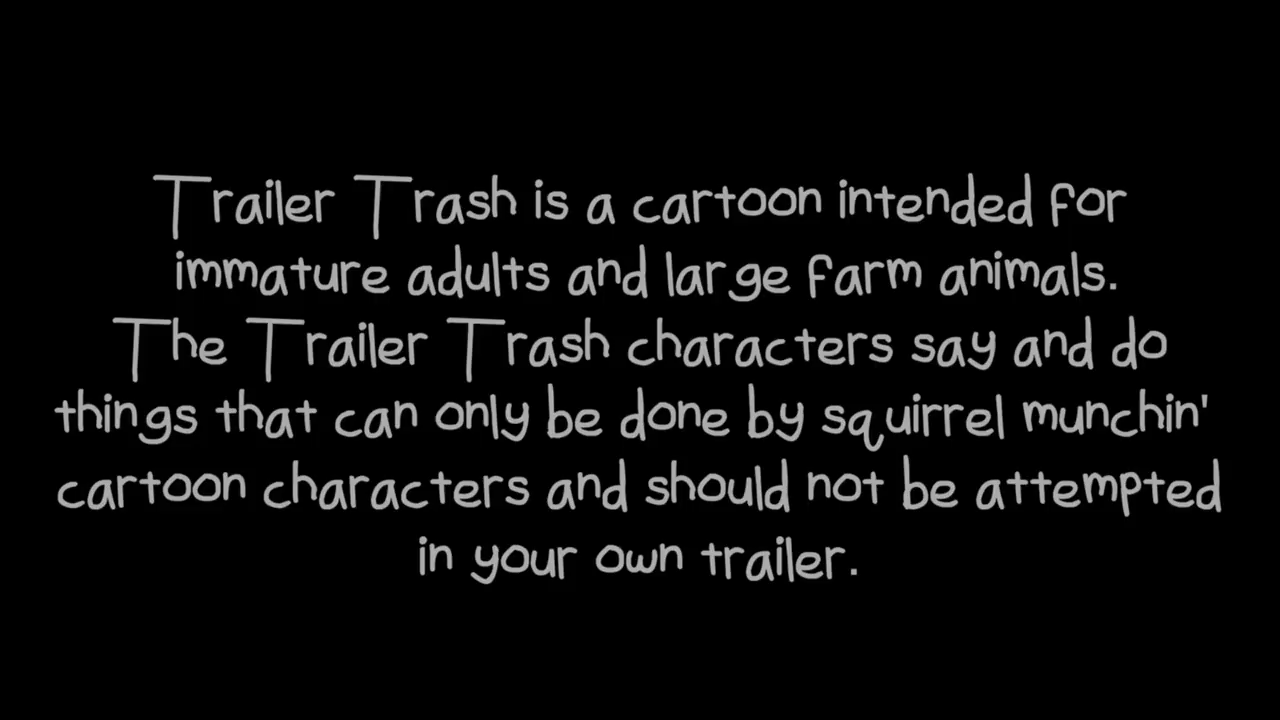 Trailer Trash is a cartoon intended for
immature adults and large farm animals.
The Trailer Trash characters say and do
things that can only be done by squirrel munchin'
cartoon characters and should not be attempted
in your own trailer.